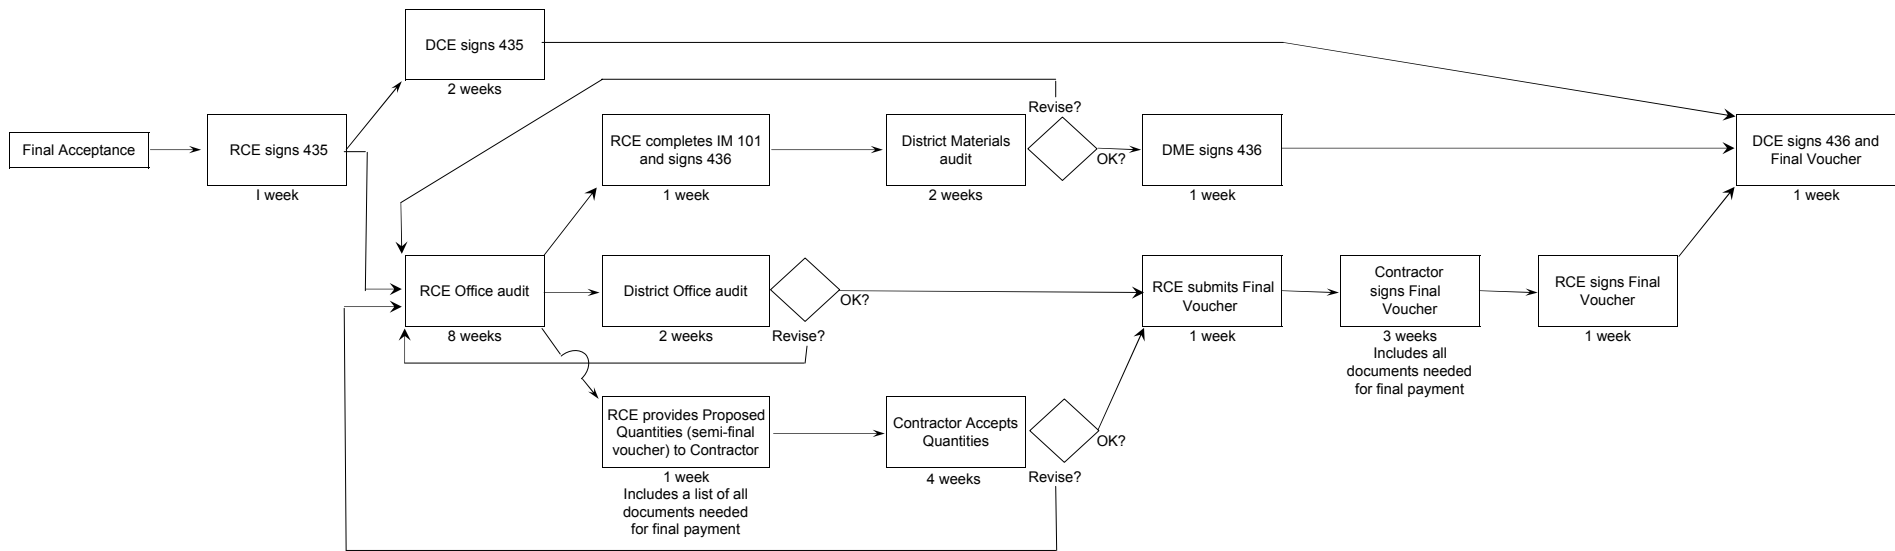 DCE signs 435
2 weeks
Final Acceptance
RCE signs 435
I week
RCE completes IM 101
and signs 436
1 week
District Materials
audit
2 weeks
Revise?
OK?
DME signs 436
1 week
DCE signs 436 and
Final Voucher
1 week
RCE Office audit
8 weeks
District Office audit
2 weeks
OK?
Revise?
RCE submits Final
Voucher
1 week
Contractor
signs Final
Voucher
3 weeks
Includes all
documents needed
for final payment
RCE signs Final
Voucher
1 week
RCE provides Proposed
Quantities (semi-final
voucher) to Contractor
1 week
Includes a list of all
documents needed
for final payment
Contractor Accepts
Quantities
4 weeks
OK?
Revise?